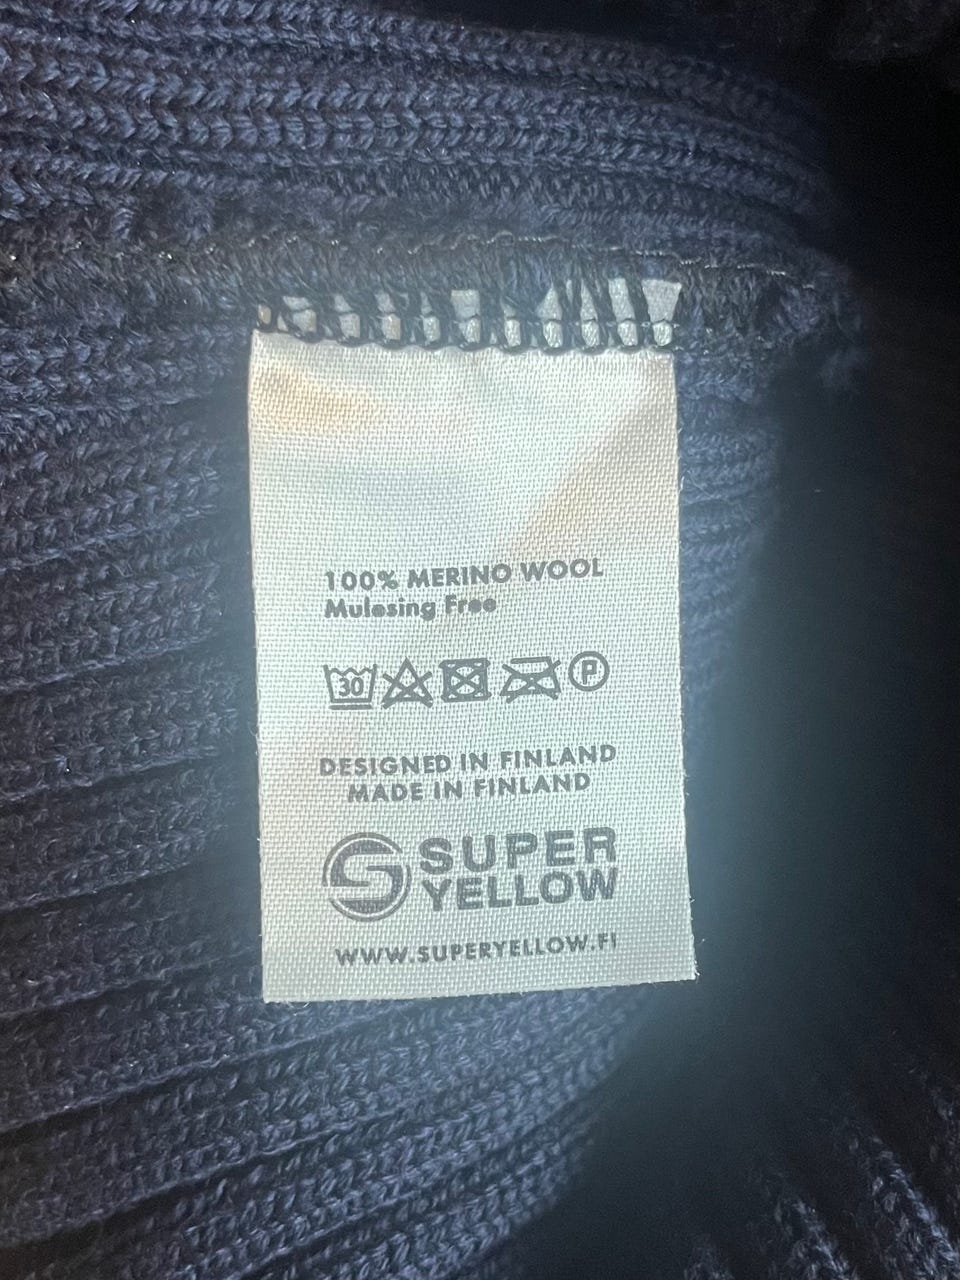 100% MERINO WOOL
Mulesing Free
30 P
DESIGNED IN FINLAND
MADE IN FINLAND
SUPER
YELLOW
WWW.SUPERYELLOW.FI